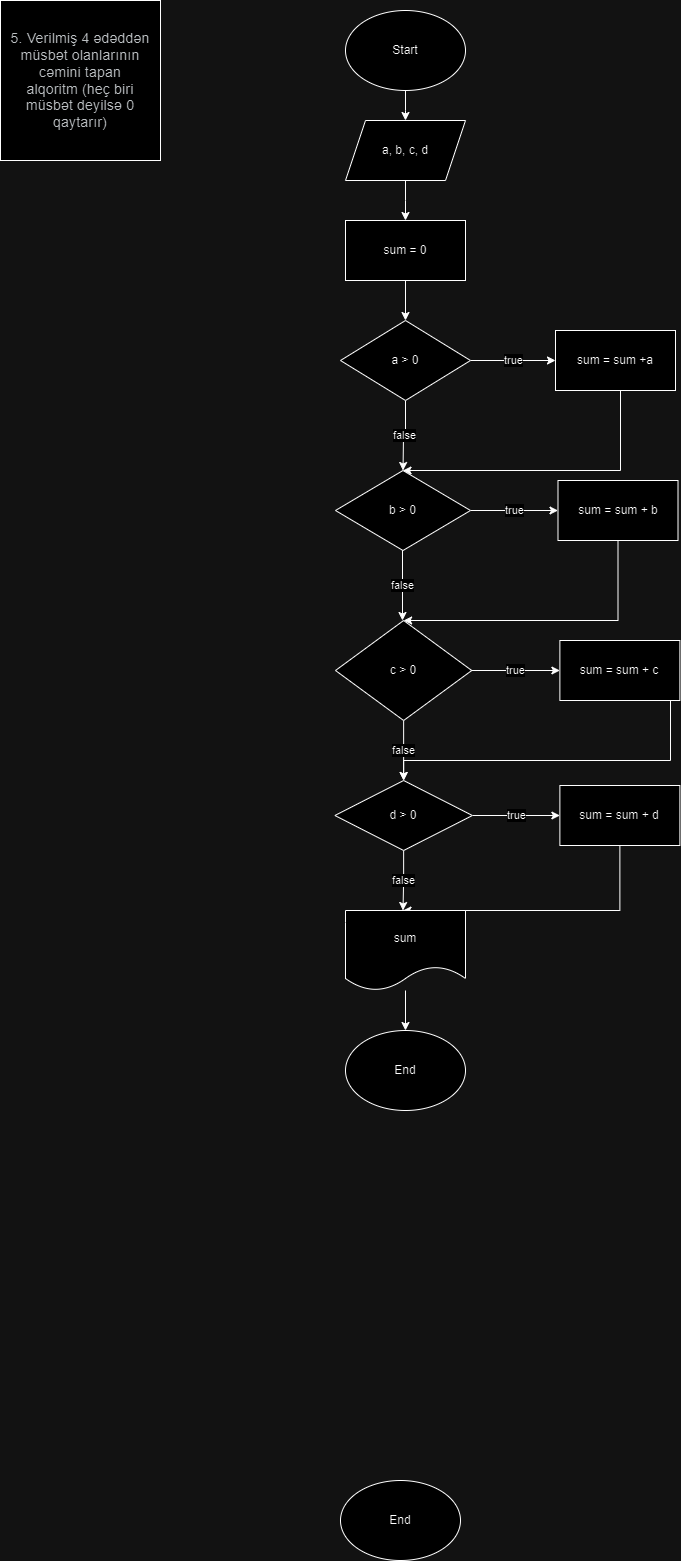 5. Verilmiş 4 ədəddən
müsbət olanlarının
cəmini tapan
alqoritm (heç biri
müsbət deyilsə 0
qaytarır)
Start
a, b, c, d
sum = 0
a > 0
true
sum = sum +a
false
b > 0
true
sum = sum + b
false
c > 0
true
sum = sum + c
false
d > 0
true
sum = sum + d
false
sum
End
End